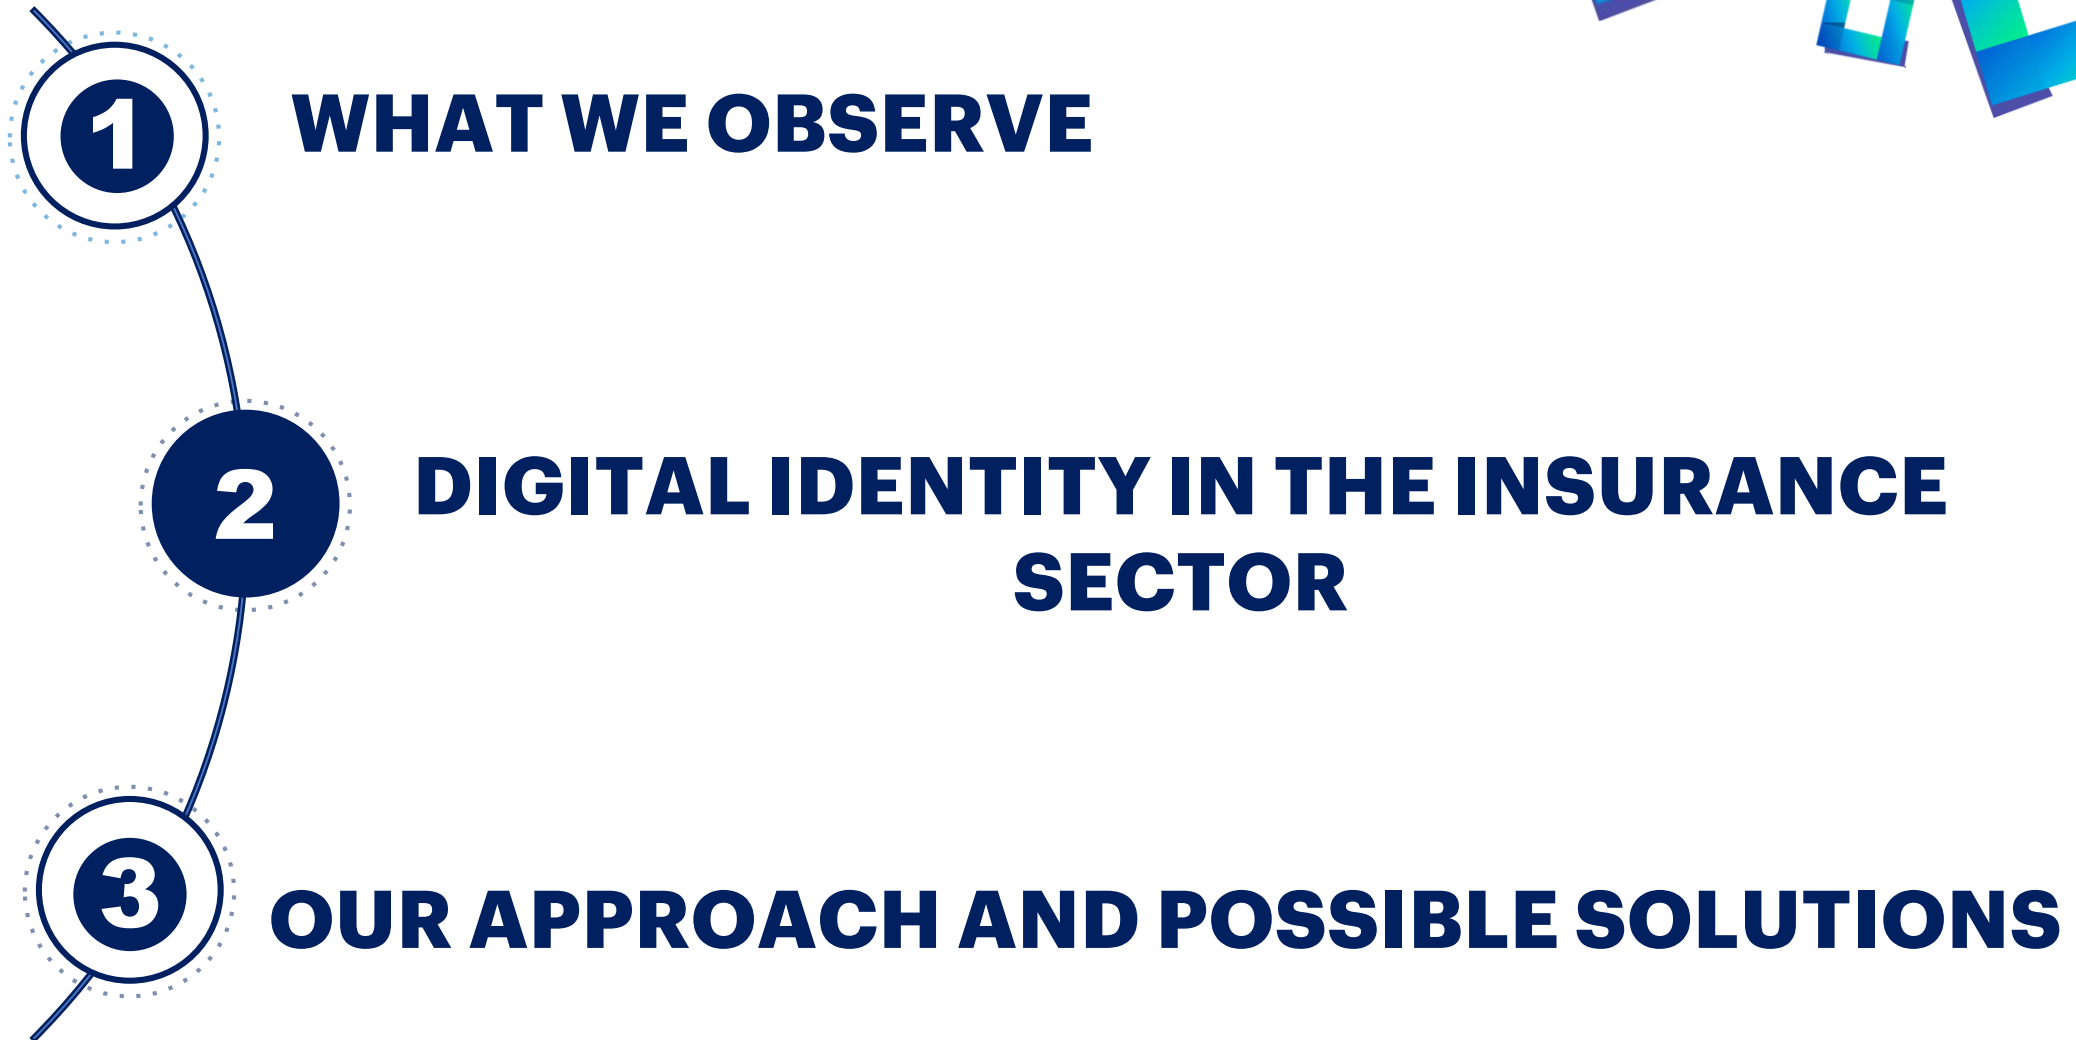 1
WHAT WE OBSERVE
2
DIGITAL IDENTITY IN THE INSURANCE
SECTOR
3
OUR APPROACH AND POSSIBLE SOLUTIONS